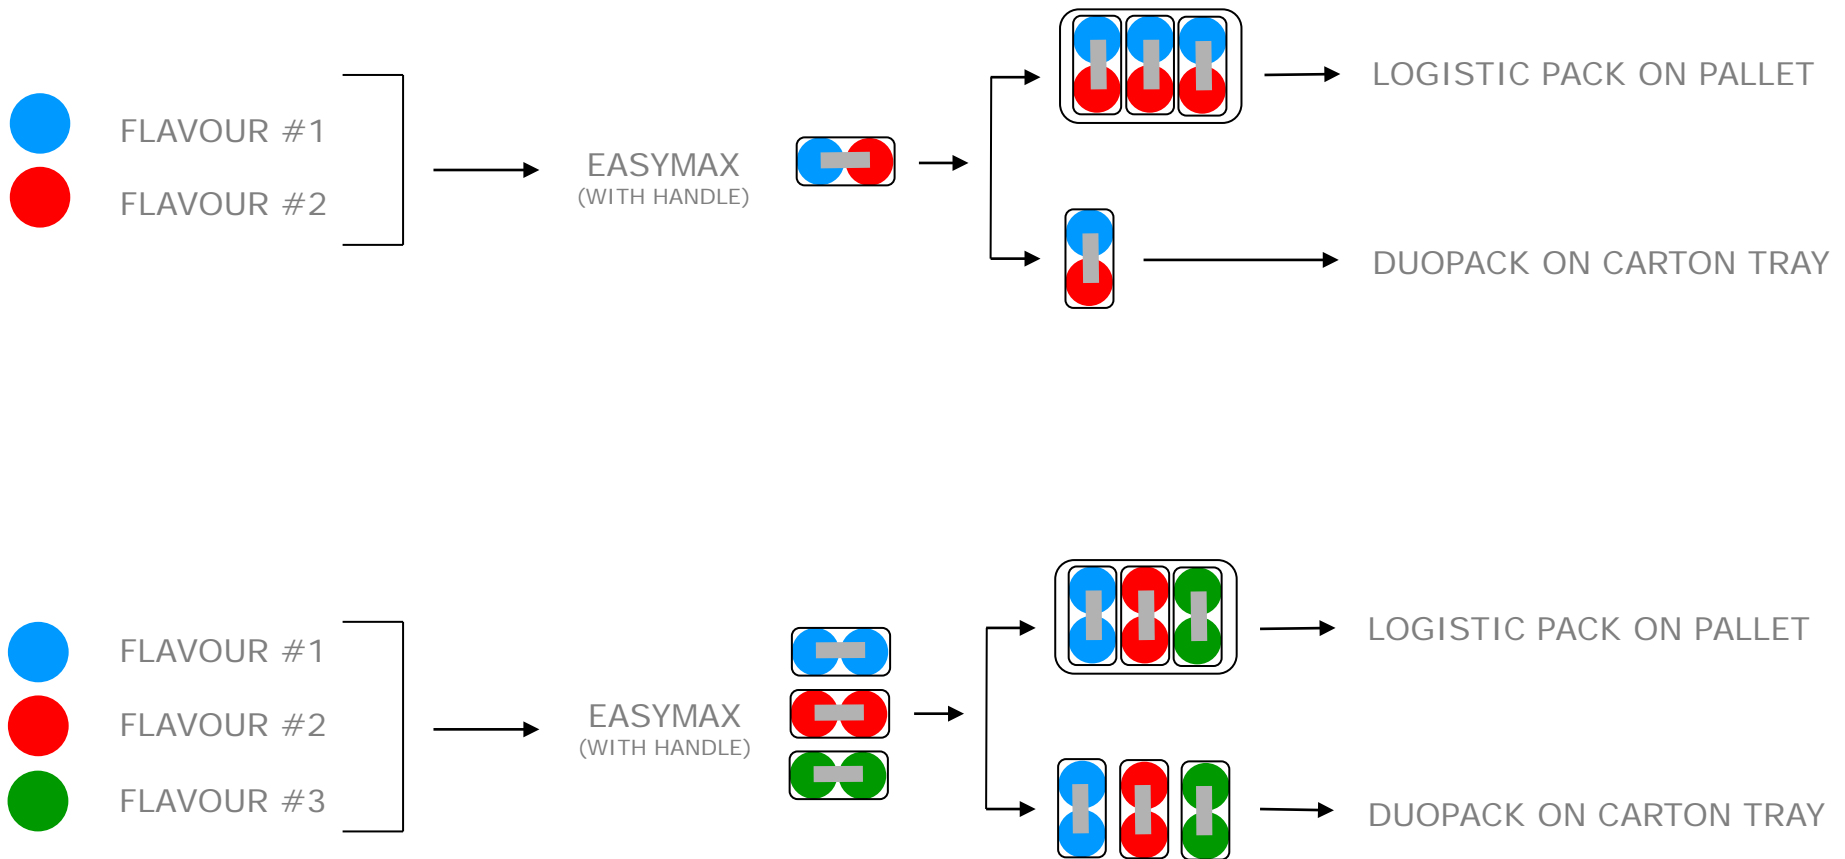 FLAVOUR #1
FLAVOUR #2
EASYMAX
(WITH HANDLE)
LOGISTIC PACK ON PALLET
DUOPACK ON CARTON TRAY
FLAVOUR #1
FLAVOUR #2
FLAVOUR #3
EASYMAX
(WITH HANDLE)
LOGISTIC PACK ON PALLET
DUOPACK ON CARTON TRAY